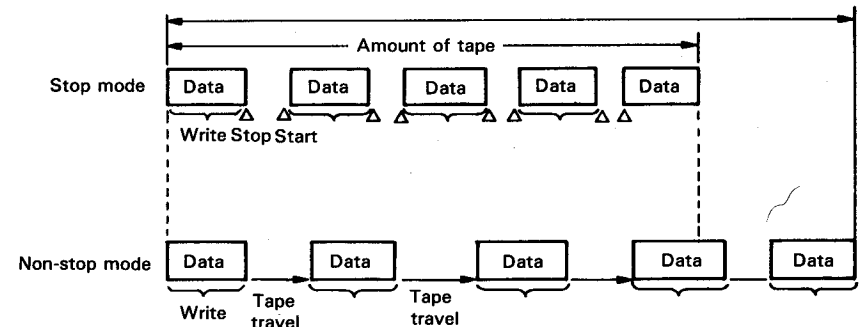 Amount of tape
Stop mode Data Data Data Data Data
Write Stop Start
Non-stop mode Data Data Data Data Data
Write Tape travel Tape travel